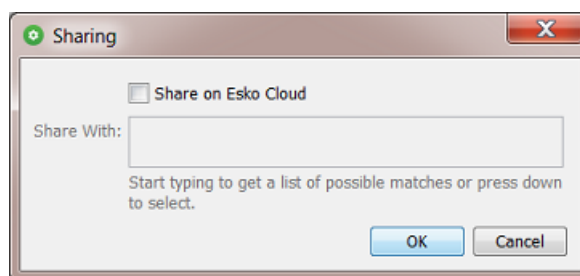 Sharing
Share on Esko Cloud
Share With:
Start typing to get a list of possible matches or press down
to select.
OK
Cancel